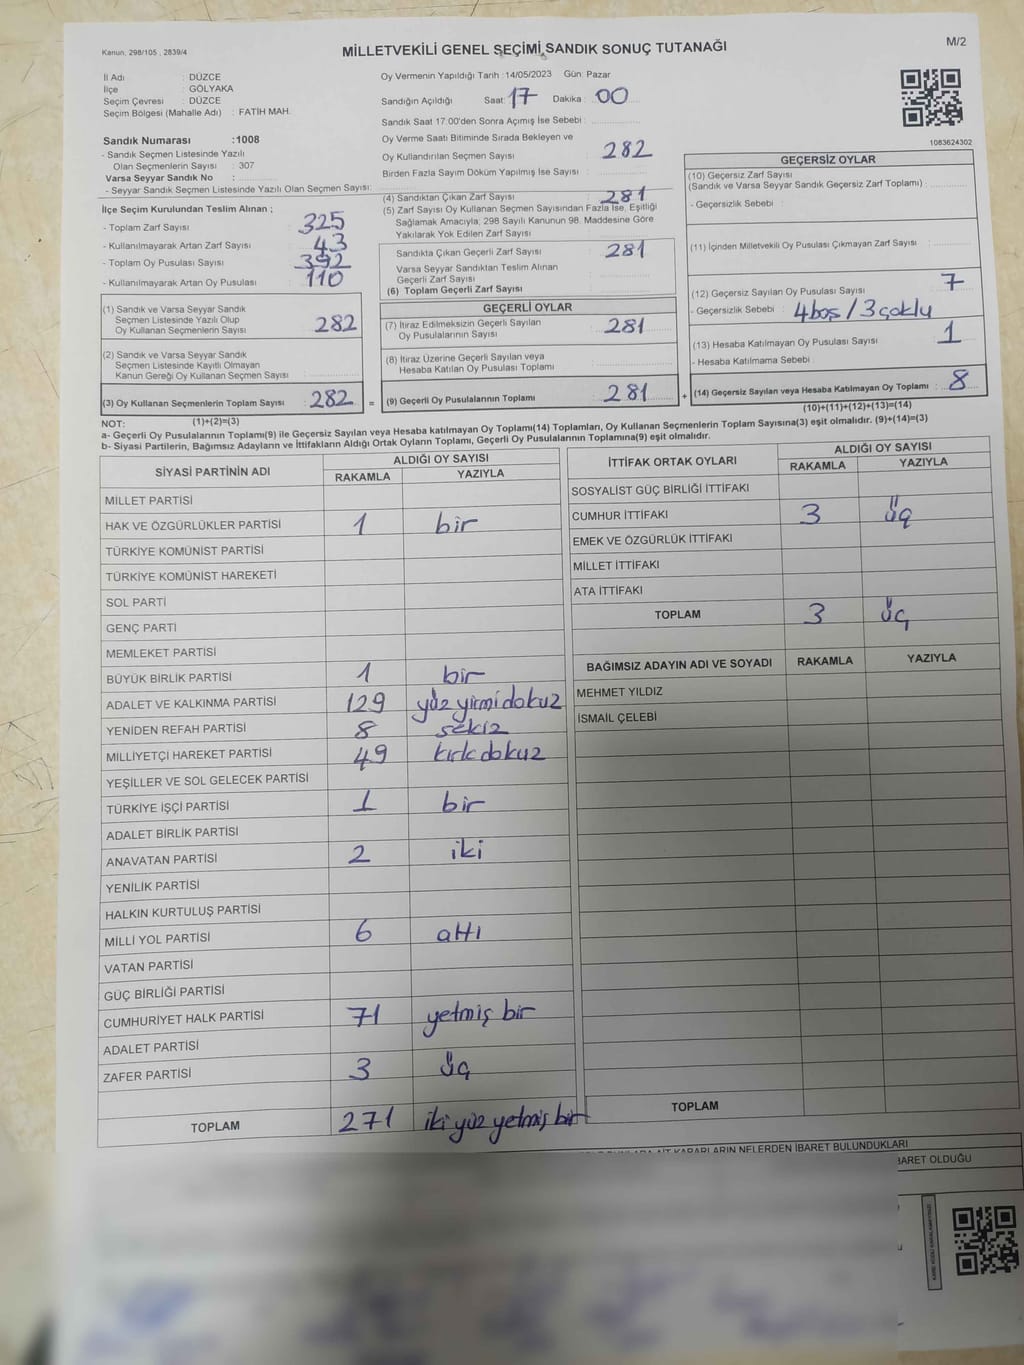 Kanun, 298/105 , 2839/4
MİLLETVEKİLİ GENEL SEÇİMİ SANDIK SONUÇ TUTANAĞI
M/2
İl Adı : DÜZCE
İlçe : GÖLYAKA
Seçim Çevresi : DÜZCE
Seçim Bölgesi (Mahalle Adı) : FATİH MAH.
Oy Vermenin Yapıldığı Tarih :14/05/2023 Gün: Pazar
Sandığın Açıldığı Saat: 17 Dakika : 00
Sandık Saat 17:00'den Sonra Açımış İse Sebebi :
1083624302
Sandık Numarası :1008
- Sandık Seçmen Listesinde Yazılı
Olan Seçmenlerin Sayısı : 307
Varsa Seyyar Sandık No :
- Seyyar Sandık Seçmen Listesinde Yazılı Olan Seçmen Sayısı:
Oy Verme Saati Bitiminde Sırada Bekleyen ve
Oy Kullandırılan Seçmen Sayısı : 282
Birden Fazla Sayım Döküm Yapılmış İse Sayısı :
İlçe Seçim Kurulundan Teslim Alınan ;
- Toplam Zarf Sayısı : 325
- Kullanılmayarak Artan Zarf Sayısı : 43
- Toplam Oy Pusulası Sayısı : 392
- Kullanılmayarak Artan Oy Pusulası : 110
(1) Sandık ve Varsa Seyyar Sandık
Seçmen Listesinde Yazılı Olup
Oy Kullanan Seçmenlerin Sayısı : 282
(2) Sandık ve Varsa Seyyar Sandık
Seçmen Listesinde Kayıtlı Olmayan
Kanun Gereği Oy Kullanan Seçmen Sayısı :
(3) Oy Kullanan Seçmenlerin Toplam Sayısı : 282 =
(1)+(2)=(3)
(4) Sandıktan Çıkan Zarf Sayısı : 281
(5) Zarf Sayısı Oy Kullanan Seçmen Sayısından Fazla İse, Eşitliği
Sağlamak Amacıyla; 298 Sayılı Kanunun 98. Maddesine Göre
Yakılarak Yok Edilen Zarf Sayısı :
Sandıkta Çıkan Geçerli Zarf Sayısı : 281
Varsa Seyyar Sandıktan Teslim Alınan
Geçerli Zarf Sayısı :
(6) Toplam Geçerli Zarf Sayısı :
GEÇERLİ OYLAR
(7) İtiraz Edilmeksizin Geçerli Sayılan
Oy Pusulalarının Sayısı : 281
(8) İtiraz Üzerine Geçerli Sayılan veya
Hesaba Katılan Oy Pusulası Toplamı :
(9) Geçerli Oy Pusulalarının Toplamı : 281 +
GEÇERSİZ OYLAR
(10) Geçersiz Zarf Sayısı
(Sandık ve Varsa Seyyar Sandık Geçersiz Zarf Toplamı) :
- Geçersizlik Sebebi :
(11) İçinden Milletvekili Oy Pusulası Çıkmayan Zarf Sayısı :
(12) Geçersiz Sayılan Oy Pusulası Sayısı : 7
- Geçersizlik Sebebi : 4 boş / 3 çoklu
(13) Hesaba Katılmayan Oy Pusulası Sayısı : 1
- Hesaba Katılmama Sebebi :
(14) Geçersiz Sayılan veya Hesaba Katılmayan Oy Toplamı : 8
(10)+(11)+(12)+(13)=(14)
NOT:
a- Geçerli Oy Pusulalarının Toplamı(9) ile Geçersiz Sayılan veya Hesaba Katılmayan Oy Toplamı(14) Toplamları, Oy Kullanan Seçmenlerin Toplam Sayısına(3) eşit olmalıdır. (9)+(14)=(3)
b- Siyasi Partilerin, Bağımsız Adayların ve İttifakların Aldığı Ortak Oyların Toplamı, Geçerli Oy Pusulalarının Toplamına(9) eşit olmalıdır.
SİYASİ PARTİNİN ADI ALDIĞI OY SAYISI
RAKAMLA YAZIYLA
MİLLET PARTİSİ
HAK VE ÖZGÜRLÜKLER PARTİSİ 1 bir
TÜRKİYE KOMÜNİST PARTİSİ
TÜRKİYE KOMÜNİST HAREKETİ
SOL PARTİ
GENÇ PARTİ
MEMLEKET PARTİSİ
BÜYÜK BİRLİK PARTİSİ 1 bir
ADALET VE KALKINMA PARTİSİ 129 yüz yirmi dokuz
YENİDEN REFAH PARTİSİ 8 sekiz
MİLLİYETÇİ HAREKET PARTİSİ 49 kırk dokuz
YEŞİLLER VE SOL GELECEK PARTİSİ
TÜRKİYE İŞÇİ PARTİSİ 1 bir
ADALET BİRLİK PARTİSİ
ANAVATAN PARTİSİ 2 iki
YENİLİK PARTİSİ
HALKIN KURTULUŞ PARTİSİ
MİLLİ YOL PARTİSİ 6 altı
VATAN PARTİSİ
GÜÇ BİRLİĞİ PARTİSİ
CUMHURİYET HALK PARTİSİ 71 yetmiş bir
ADALET PARTİSİ
ZAFER PARTİSİ 3 üç
TOPLAM 271 iki yüz yetmiş bir
İTTİFAK ORTAK OYLARI ALDIĞI OY SAYISI
RAKAMLA YAZIYLA
SOSYALİST GÜÇ BİRLİĞİ İTTİFAKI
CUMHUR İTTİFAKI 3 üç
EMEK VE ÖZGÜRLÜK İTTİFAKI
MİLLET İTTİFAKI
ATA İTTİFAKI
TOPLAM 3 üç
BAĞIMSIZ ADAYIN ADI VE SOYADI RAKAMLA YAZIYLA
MEHMET YILDIZ
İSMAİL ÇELEBİ
TOPLAM
KARARLARIN NELERDEN İBARET BULUNDUKLARI
BARET OLDUĞU